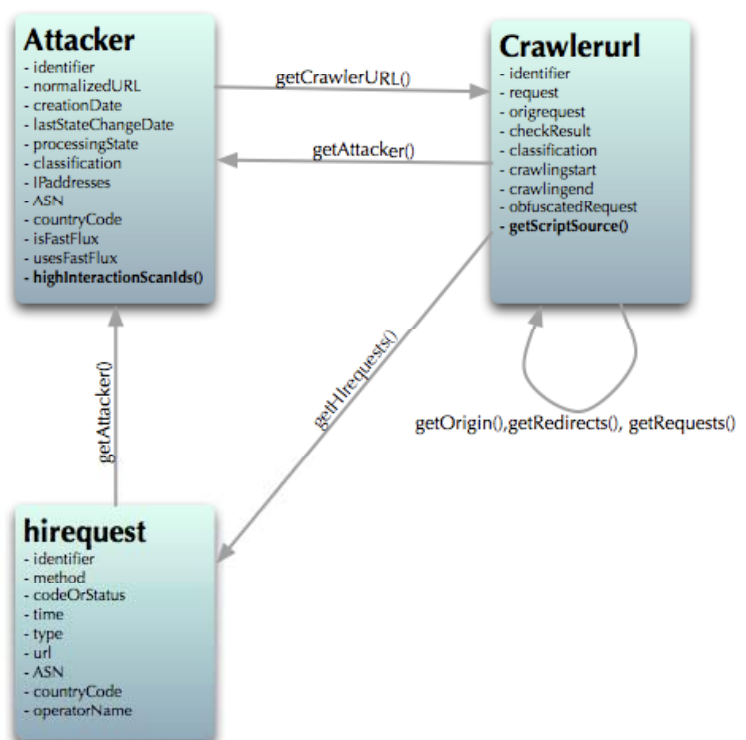 Attacker
- identifier
- normalizedURL
- creationDate
- lastStateChangeDate
- processingState
- classification
- IPaddresses
- ASN
- countryCode
- isFastFlux
- usesFastFlux
- highInteractionScanIds()
getCrawlerURL()
getAttacker()
Crawlerurl
- identifier
- request
- origrequest
- checkResult
- classification
- crawlingstart
- crawlingend
- obfuscatedRequest
- getScriptSource()
getAttacker()
getHIrequests()
getOrigin(),getRedirects(), getRequests()
hirequest
- identifier
- method
- codeOrStatus
- time
- type
- url
- ASN
- countryCode
- operatorName